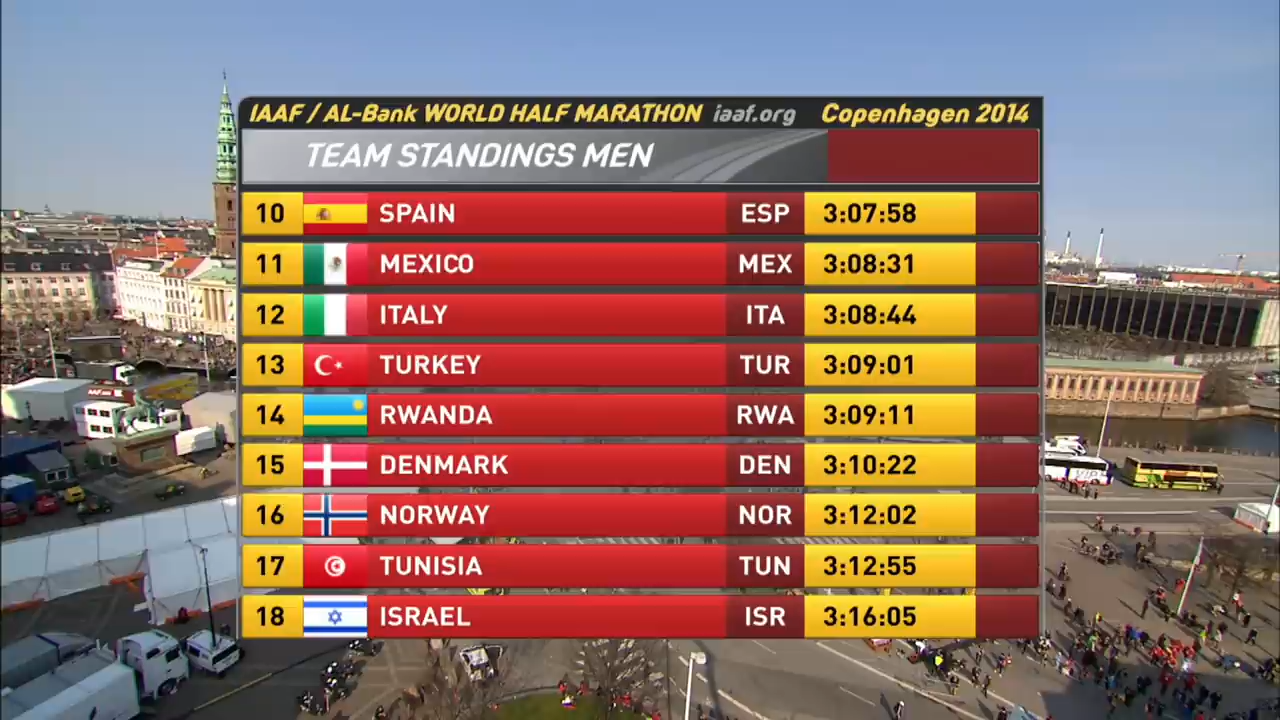 IAAF / AL-Bank WORLD HALF MARATHON iaaf.org Copenhagen 2014
TEAM STANDINGS MEN
10 SPAIN ESP 3:07:58
11 MEXICO MEX 3:08:31
12 ITALY ITA 3:08:44
13 TURKEY TUR 3:09:01
14 RWANDA RWA 3:09:11
15 DENMARK DEN 3:10:22
16 NORWAY NOR 3:12:02
17 TUNISIA TUN 3:12:55
18 ISRAEL ISR 3:16:05